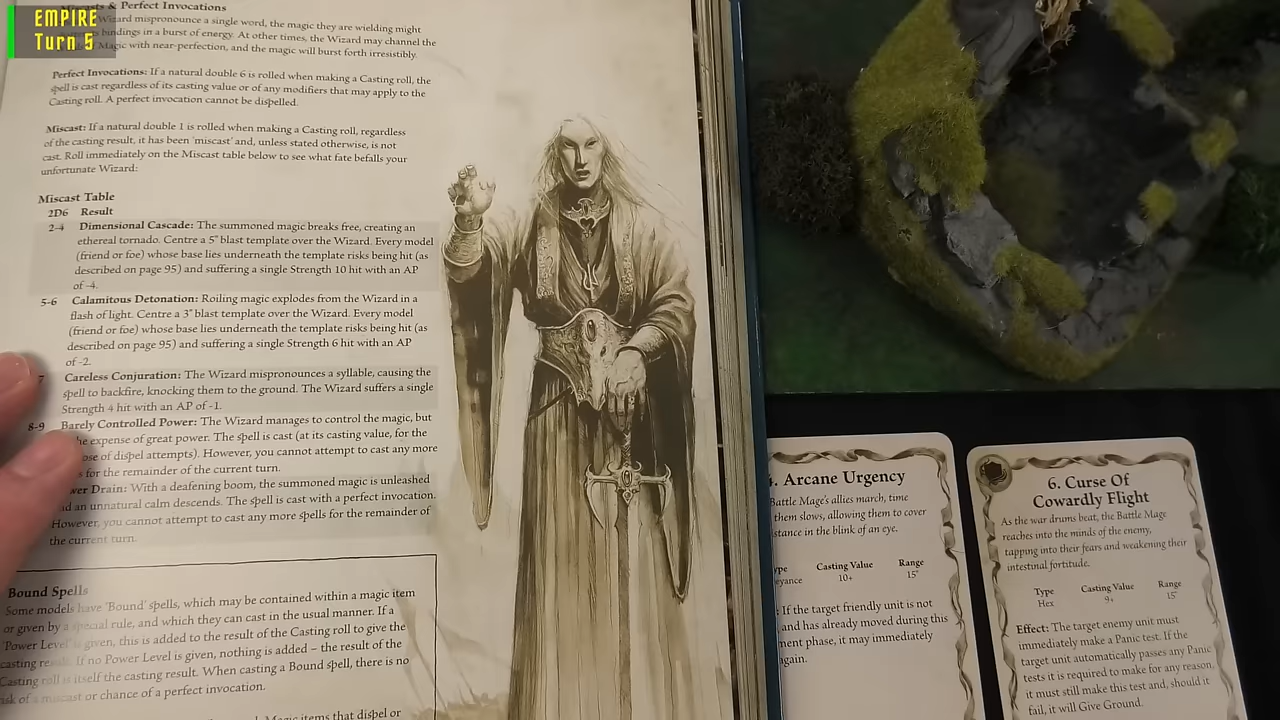 EMPIRE
Turn 5
& Perfect Invocations
Wizard mispronounce a single word, the magic they are wielding might
bindings in a burst of energy. At other times, the Wizard may channel the
Magic with near-perfection, and the magic will burst forth irresistibly.
Perfect Invocations: If a natural double 6 is rolled when making a Casting roll, the
spell is cast regardless of its casting value or of any modifiers that may apply to the
Casting roll. A perfect invocation cannot be dispelled.
Miscast: If a natural double 1 is rolled when making a Casting roll, regardless
of the casting result, it has been 'miscast' and, unless stated otherwise, is not
cast. Roll immediately on the Miscast table below to see what fate befalls your
unfortunate Wizard:
Miscast Table
2D6 Result
2-4 Dimensional Cascade: The summoned magic breaks free, creating an
ethereal tornado. Centre a 5" blast template over the Wizard. Every model
(friend or foe) whose base lies underneath the template risks being hit (as
described on page 95) and suffering a single Strength 10 hit with an AP
of -4.
5-6 Calamitous Detonation: Roiling magic explodes from the Wizard in a
flash of light. Centre a 3" blast template over the Wizard. Every model
(friend or foe) whose base lies underneath the template risks being hit (as
described on page 95) and suffering a single Strength 6 hit with an AP
of -2.
7 Careless Conjuration: The Wizard mispronounces a syllable, causing the
spell to backfire, knocking them to the ground. The Wizard suffers a single
Strength 4 hit with an AP of -1.
8-9 Barely Controlled Power: The Wizard manages to control the magic, but
he expense of great power. The spell is cast (at its casting value, for the
ose of dispel attempts). However, you cannot attempt to cast any more
s for the remainder of the current turn.
wer Drain: With a deafening boom, the summoned magic is unleashed
d an unnatural calm descends. The spell is cast with a perfect invocation.
However, you cannot attempt to cast any more spells for the remainder of
the current turn.
Bound Spells
Some models have 'Bound' spells, which may be contained within a magic item
or given by a special rule, and which they can cast in the usual manner. If a
'Power Level' is given, this is added to the result of the Casting roll to give the
casting result. If no Power Level is given, nothing is added – the result of the
Casting roll is itself the casting result. When casting a Bound spell, there is no
risk of a miscast or chance of a perfect invocation.
Magic items that dispel or
4. Arcane Urgency
Battle Mage's allies march, time
them slows, allowing them to cover
stance in the blink of an eye.
ype Casting Value Range
eyance 10+ 15"
: If the target friendly unit is not
and has already moved during this
ment phase, it may immediately
again.
6. Curse Of
Cowardly Flight
As the war drums beat, the Battle Mage
reaches into the minds of the enemy,
tapping into their fears and weakening their
intestinal fortitude.
Type Casting Value Range
Hex 9+ 15"
Effect: The target enemy unit must
immediately make a Panic test. If the
target unit automatically passes any Panic
tests it is required to make for any reason,
it must still make this test and, should it
fail, it will Give Ground.